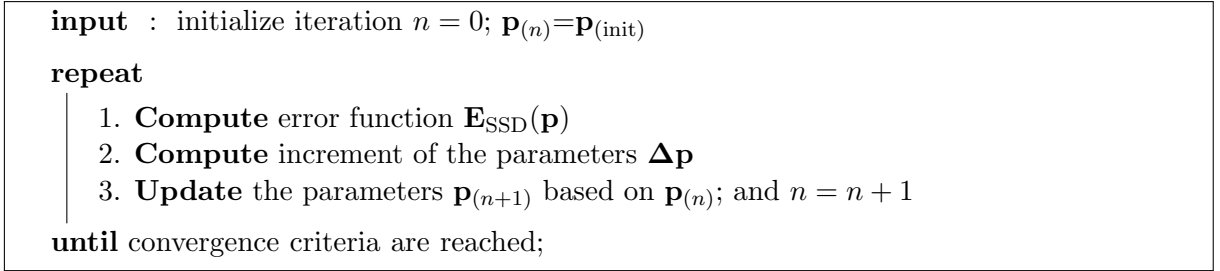 input : initialize iteration n = 0; p(n)=p(init)
repeat
1. Compute error function E_SSD(p)
2. Compute increment of the parameters Δp
3. Update the parameters p(n+1) based on p(n); and n = n + 1
until convergence criteria are reached;